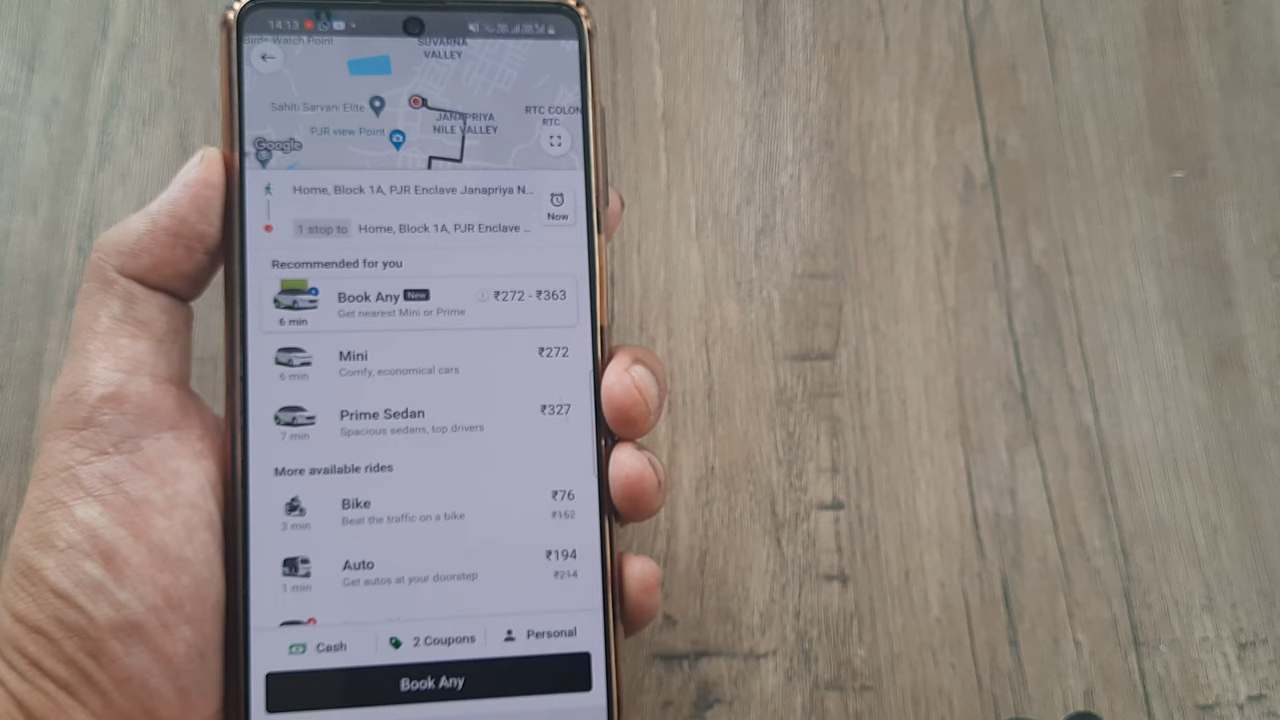 14:13
Birds Watch Point
SUVARNA
VALLEY
Sahiti Sarvani Elite
JANAPRIYA
NILE VALLEY
RTC COLON
RTC
PJR view Point
Google
Home, Block 1A, PJR Enclave Janapriya N...
Now
1 stop to Home, Block 1A, PJR Enclave ...
Recommended for you
Book Any New ₹272 - ₹363
Get nearest Mini or Prime
6 min
Mini ₹272
Comfy, economical cars
6 min
Prime Sedan ₹327
Spacious sedans, top drivers
7 min
More available rides
Bike ₹76
Beat the traffic on a bike ₹152
3 min
Auto ₹194
Get autos at your doorstep ₹214
1 min
Cash 2 Coupons Personal
Book Any